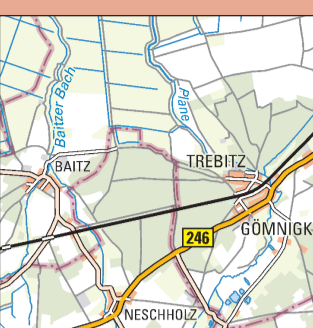 Baitzer Bach
Plane
BAITZ
TREBITZ
246
GÖMNIGK
NESCHHOLZ